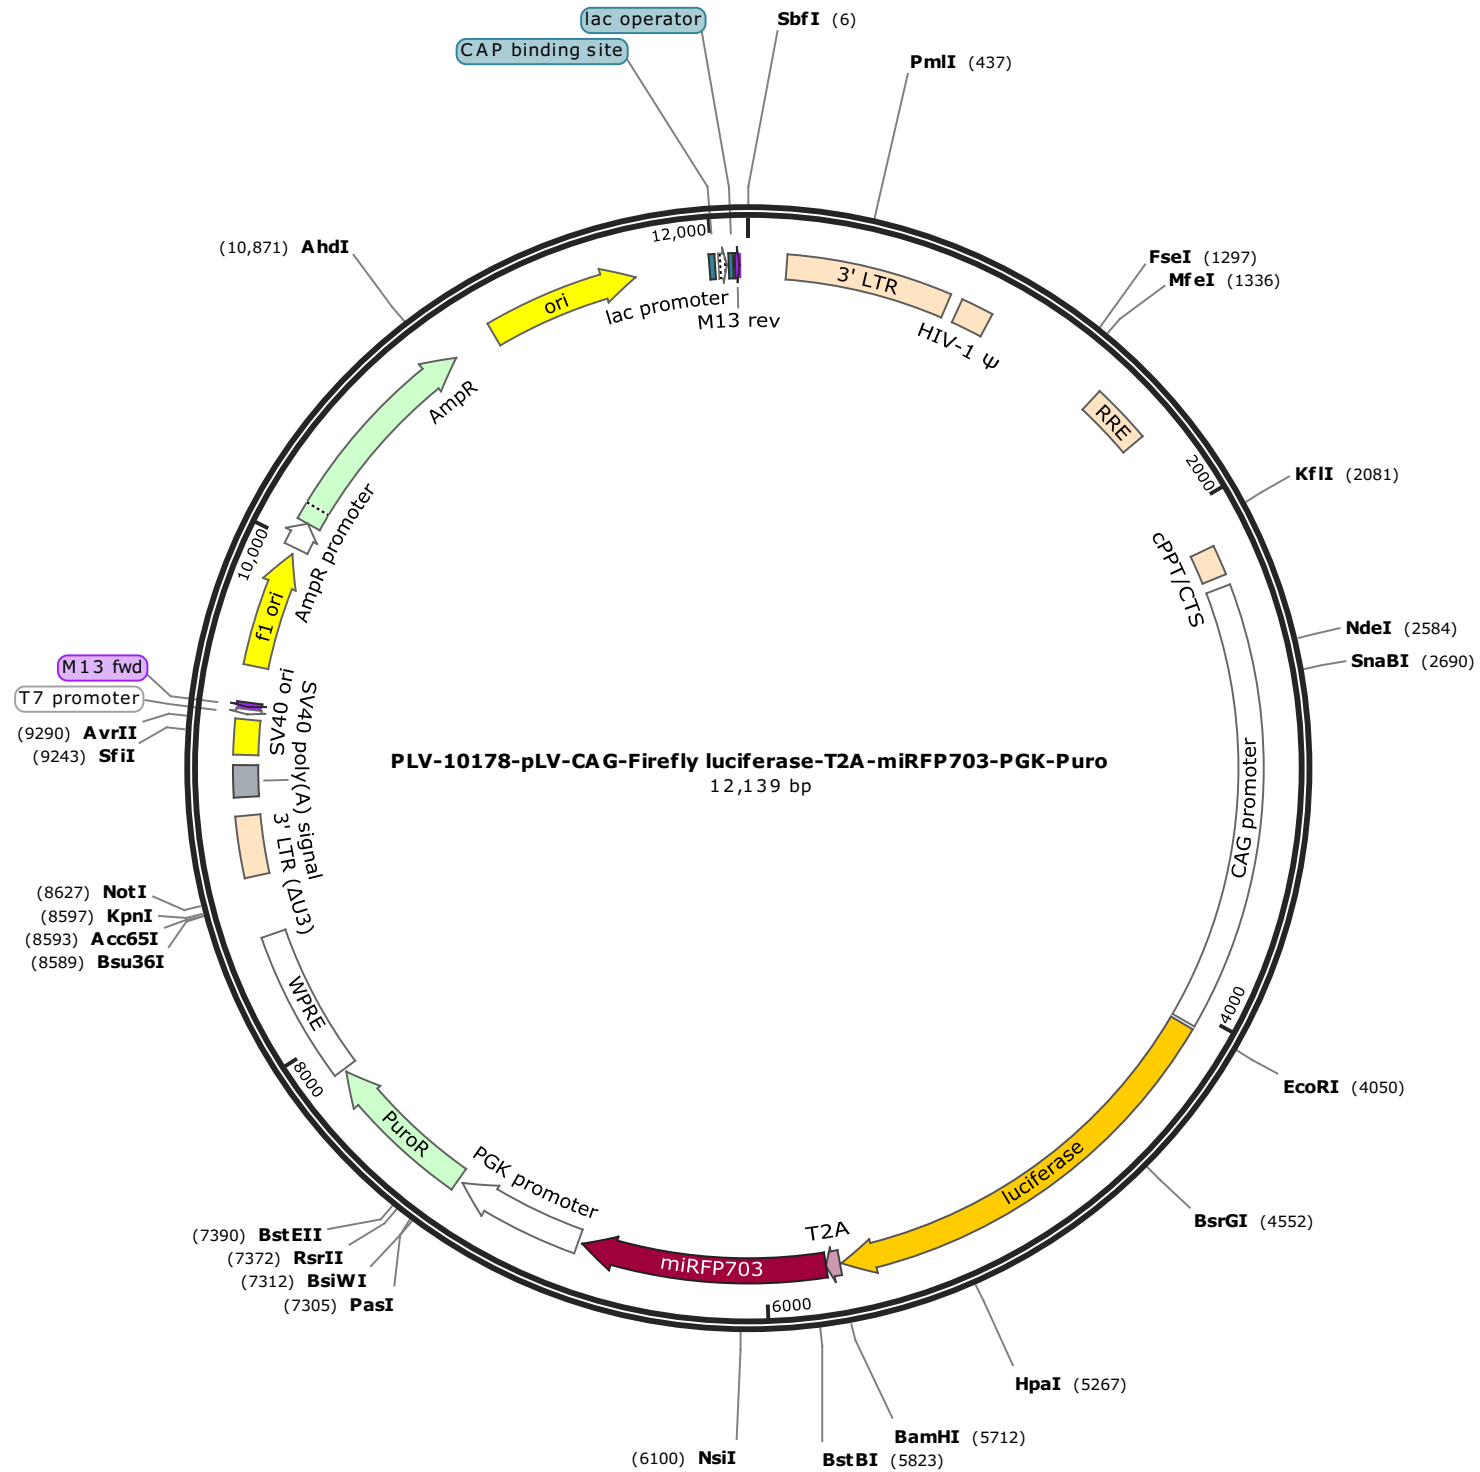 lac operator
SbfI (6)
CAP binding site
PmlI (437)
12,000
(10,871) AhdI
FseI (1297)
MfeI (1336)
3' LTR
ori
lac promoter
M13 rev
HIV-1 ψ
AmpR
RRE
2000
KflI (2081)
AmpR promoter
10,000
cPPT/CTS
f1 ori
NdeI (2584)
SnaBI (2690)
M13 fwd
T7 promoter
SV40 ori
SV40 poly(A) signal
(9290) AvrII
(9243) SfiI
PLV-10178-pLV-CAG-Firefly luciferase-T2A-miRFP703-PGK-Puro
12,139 bp
CAG promoter
3' LTR (ΔU3)
(8627) NotI
(8597) KpnI
(8593) Acc65I
(8589) Bsu36I
WPRE
4000
8000
EcoRI (4050)
PuroR
luciferase
PGK promoter
BsrGI (4552)
T2A
miRFP703
(7390) BstEII
(7372) RsrII
(7312) BsiWI
(7305) PasI
6000
HpaI (5267)
BamHI (5712)
(6100) NsiI
BstBI (5823)